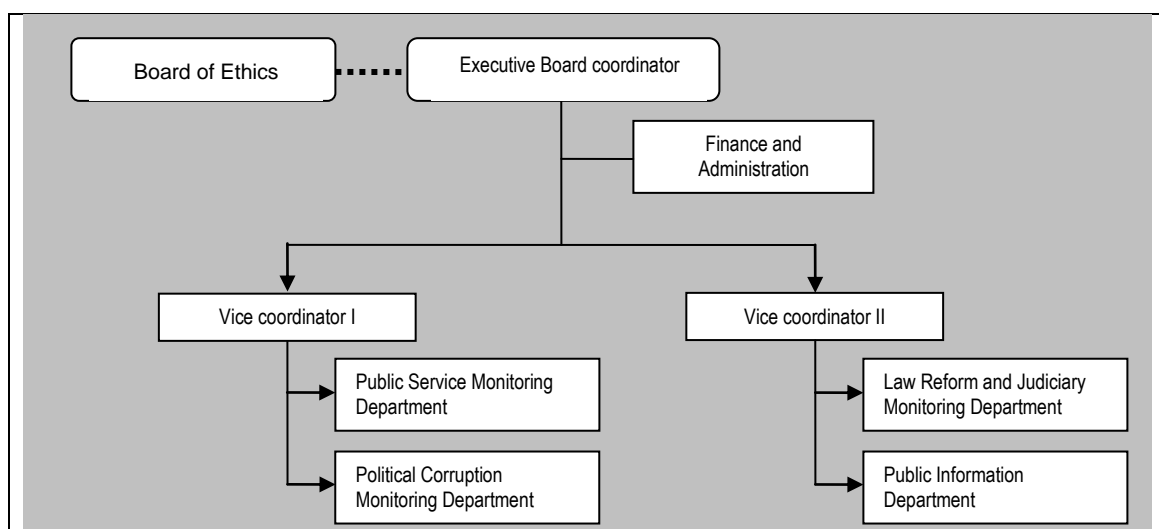 Board of Ethics
Executive Board coordinator
Finance and
Administration
Vice coordinator I
Vice coordinator II
Public Service Monitoring
Department
Law Reform and Judiciary
Monitoring Department
Political Corruption
Monitoring Department
Public Information
Department